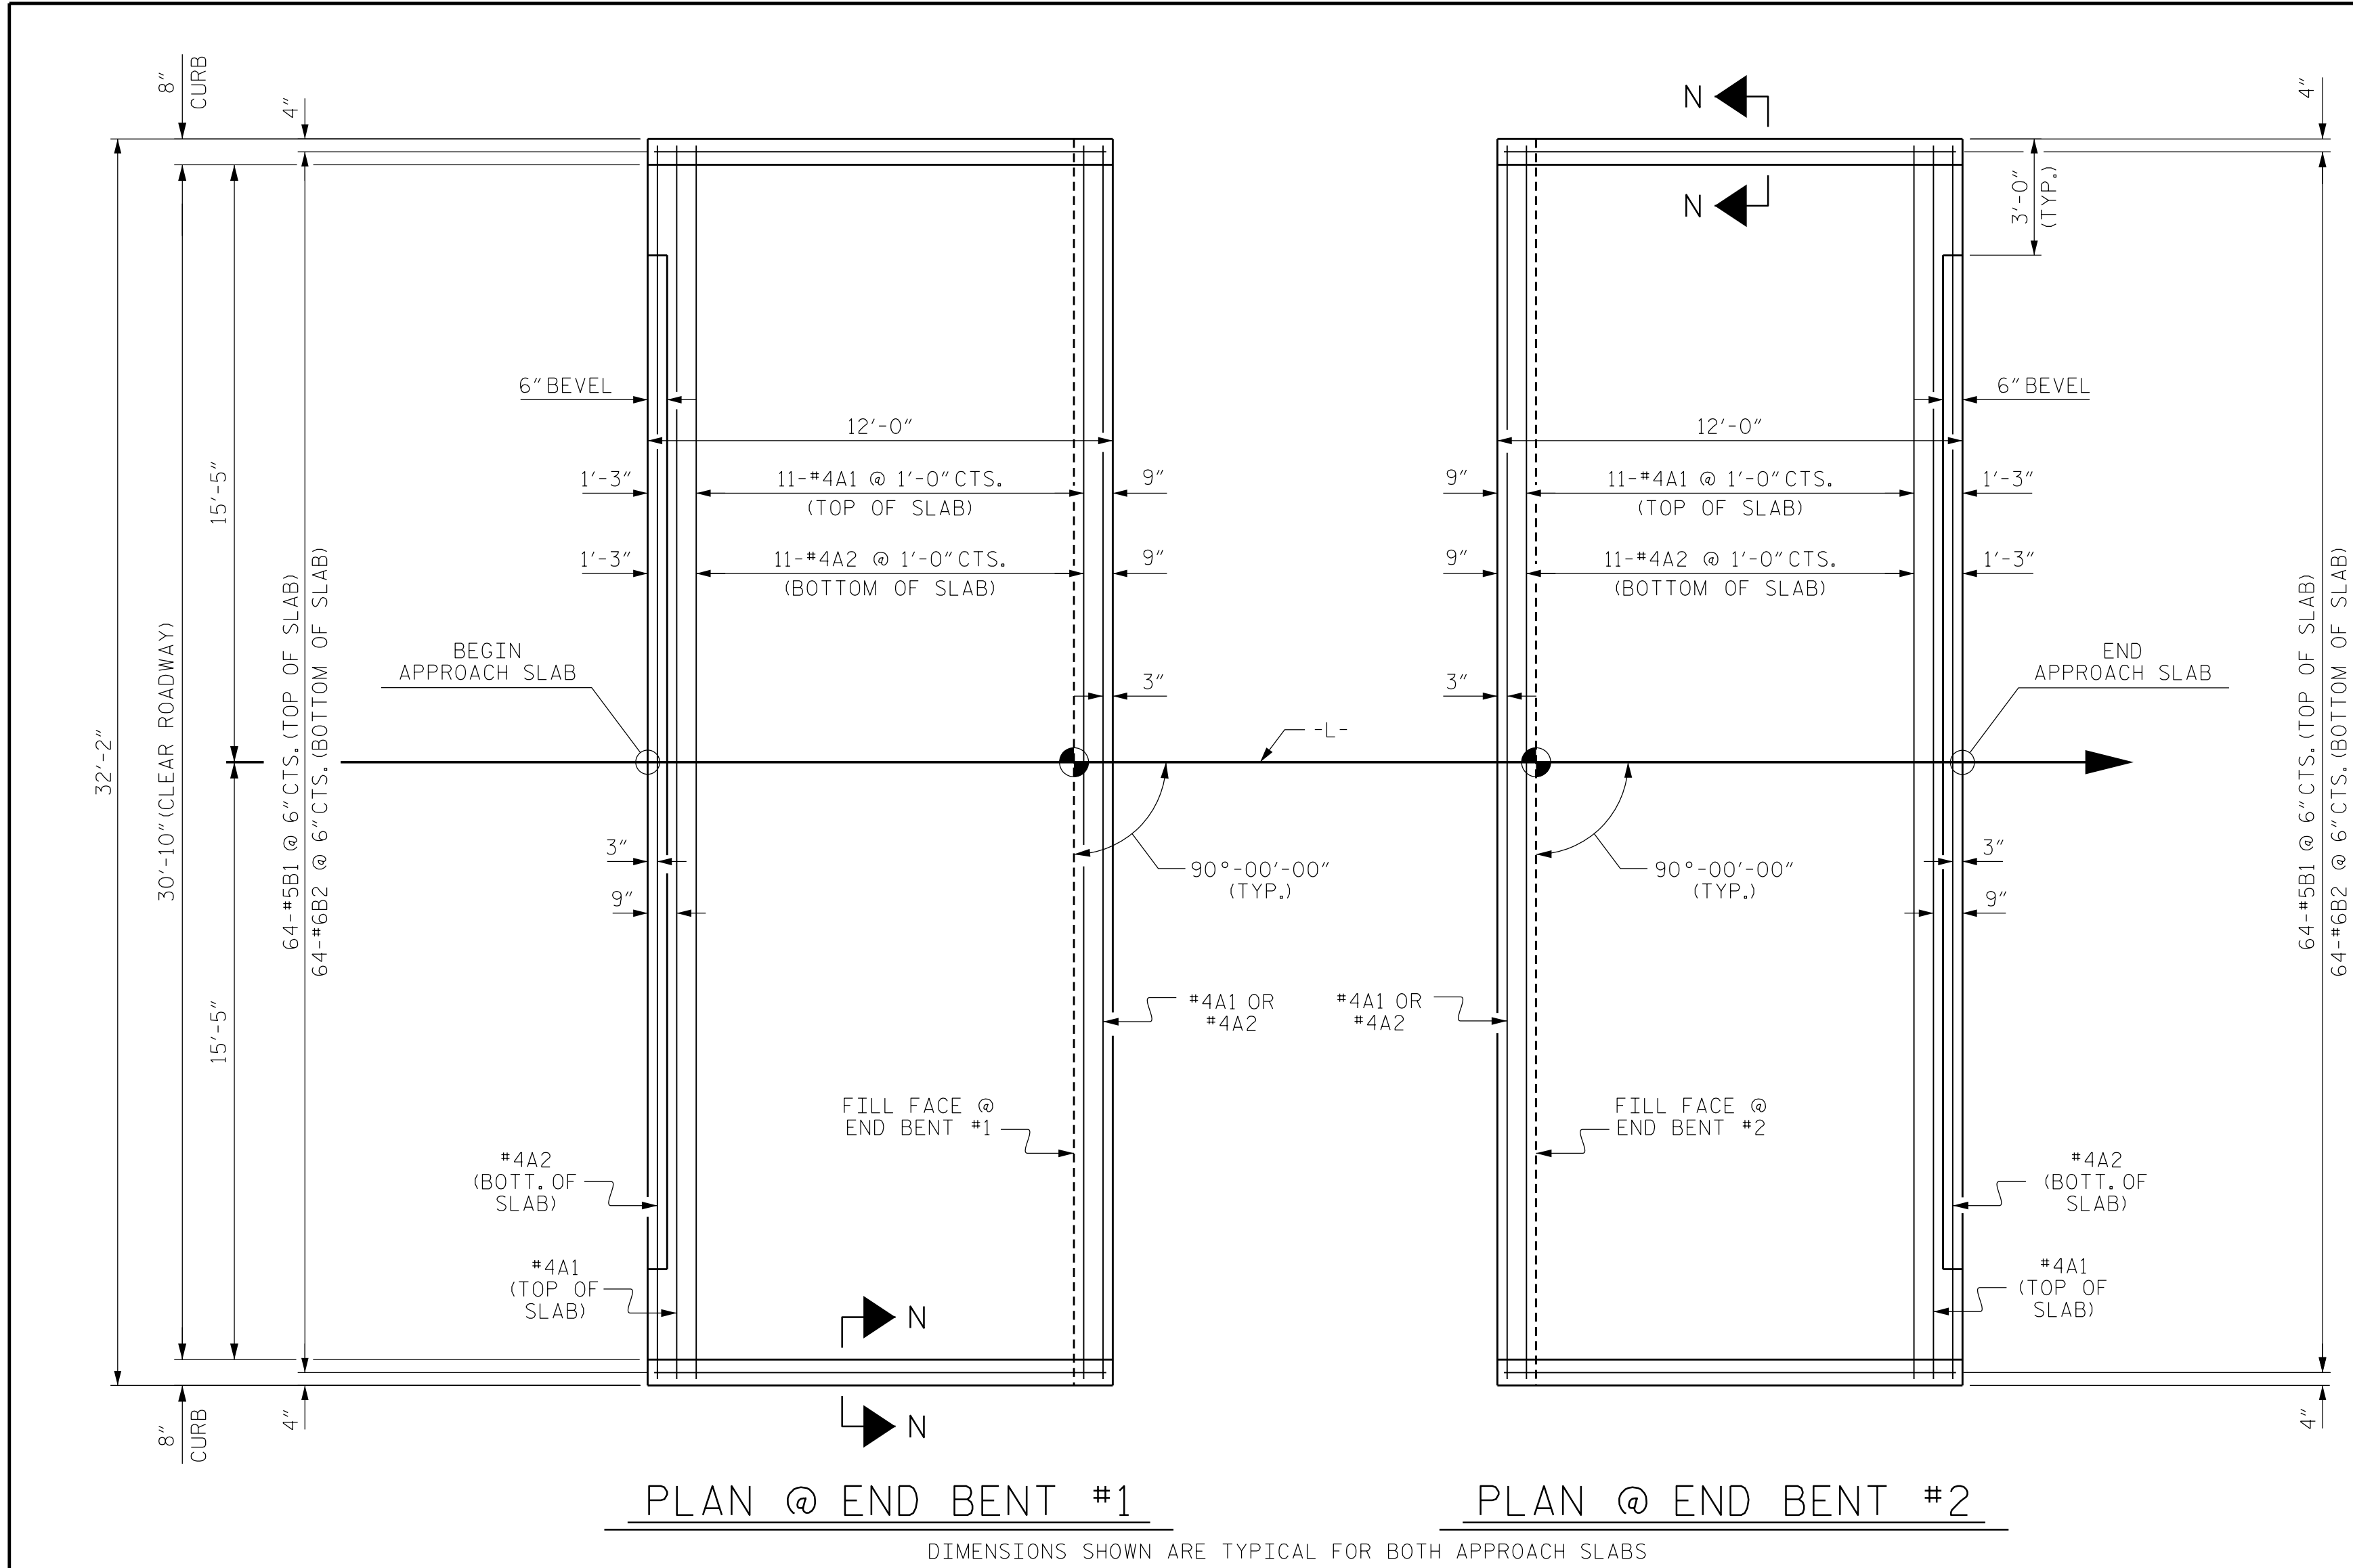 8" CURB
4"
N
4"
N
3'-0"
(TYP.)
6" BEVEL
6" BEVEL
12'-0"
12'-0"
1'-3"
11-#4A1 @ 1'-0" CTS.
(TOP OF SLAB)
9"
9"
11-#4A1 @ 1'-0" CTS.
(TOP OF SLAB)
1'-3"
1'-3"
11-#4A2 @ 1'-0" CTS.
(BOTTOM OF SLAB)
9"
9"
11-#4A2 @ 1'-0" CTS.
(BOTTOM OF SLAB)
1'-3"
32'-2"
30'-10" (CLEAR ROADWAY)
15'-5"
15'-5"
64-#5B1 @ 6" CTS. (TOP OF SLAB)
64-#6B2 @ 6" CTS. (BOTTOM OF SLAB)
BEGIN
APPROACH SLAB
3"
3"
-L-
END
APPROACH SLAB
64-#5B1 @ 6" CTS. (TOP OF SLAB)
64-#6B2 @ 6" CTS. (BOTTOM OF SLAB)
3"
9"
90°-00'-00"
(TYP.)
90°-00'-00"
(TYP.)
3"
9"
#4A1 OR
#4A2
#4A1 OR
#4A2
FILL FACE @
END BENT #1
FILL FACE @
END BENT #2
#4A2
(BOTT. OF
SLAB)
#4A2
(BOTT. OF
SLAB)
#4A1
(TOP OF
SLAB)
#4A1
(TOP OF
SLAB)
N
N
8" CURB
4"
4"
PLAN @ END BENT #1
PLAN @ END BENT #2
DIMENSIONS SHOWN ARE TYPICAL FOR BOTH APPROACH SLABS